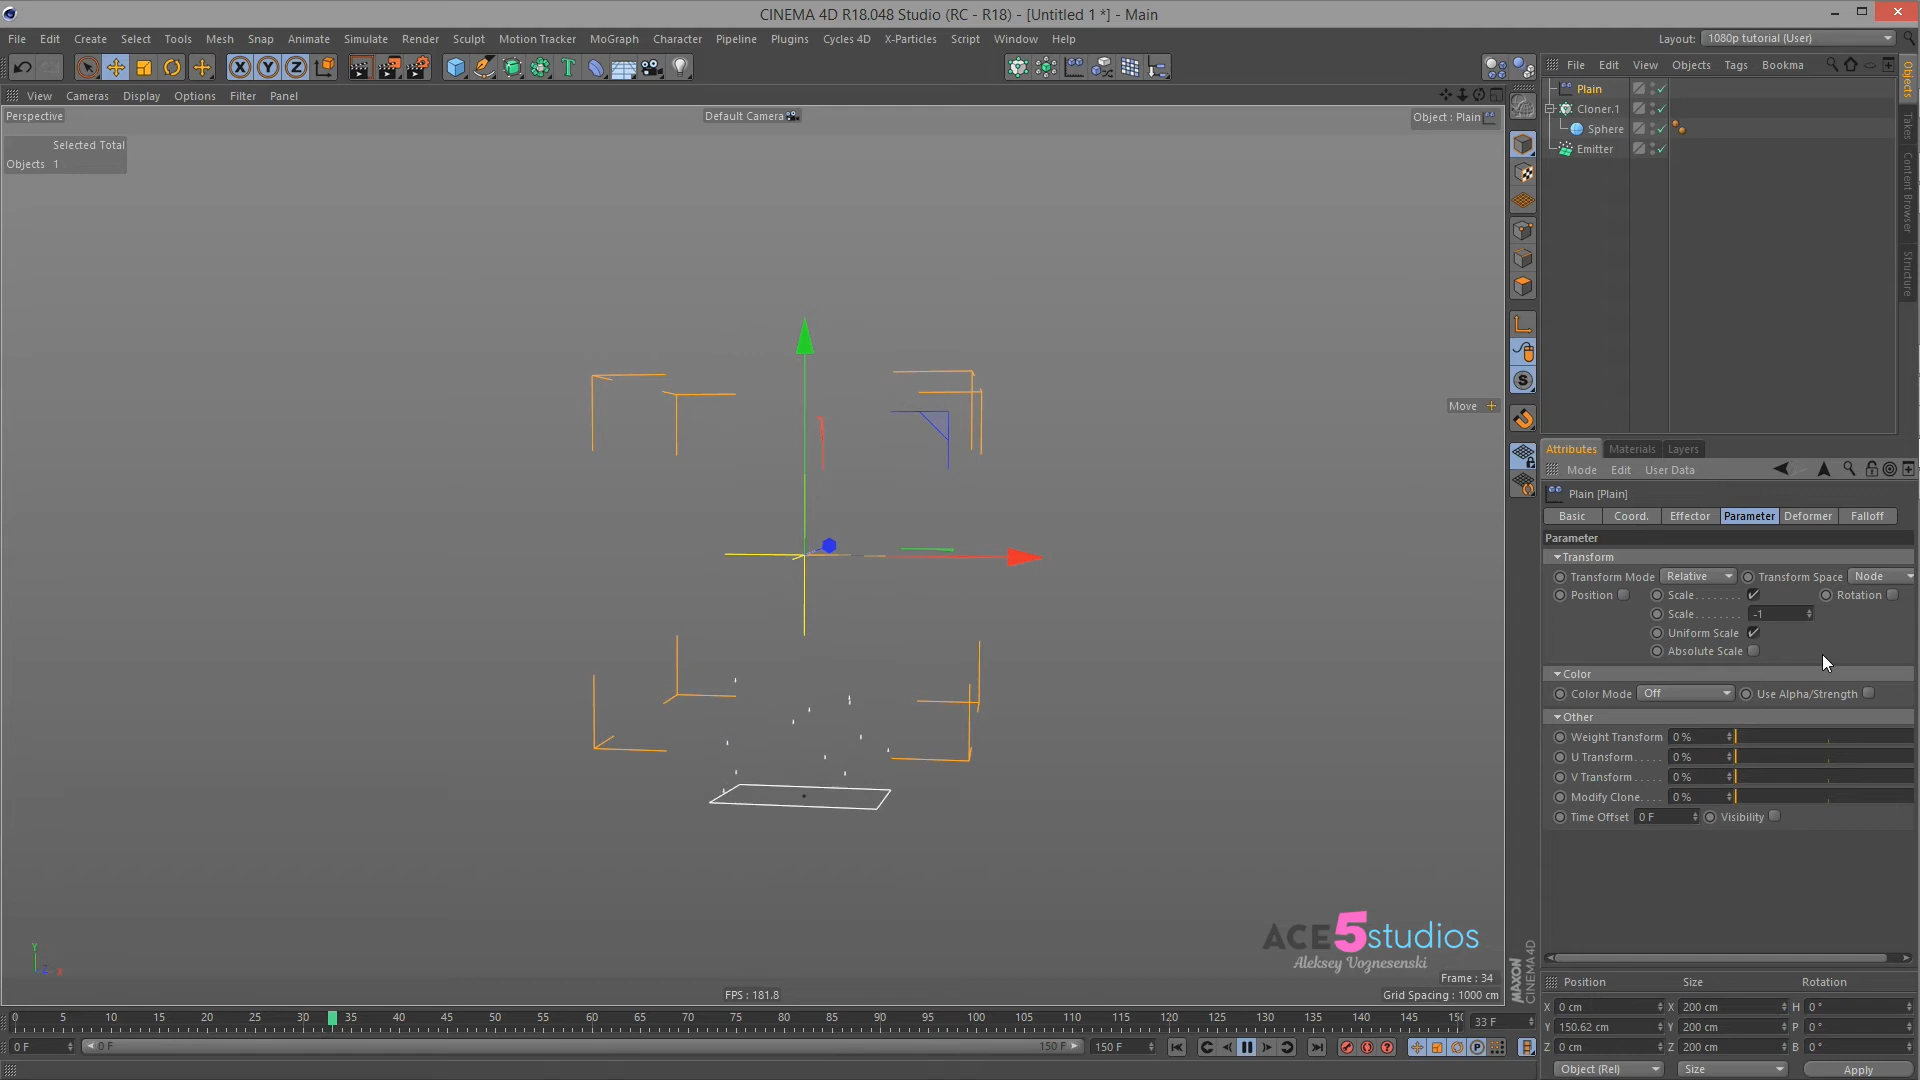 CINEMA 4D R18.048 Studio (RC - R18) - [Untitled 1 *] - Main
File Edit Create Select Tools Mesh Snap Animate Simulate Render Sculpt Motion Tracker MoGraph Character Pipeline Plugins Cycles 4D X-Particles Script Window Help
Layout: 1080p tutorial (User)
File Edit View Objects Tags Bookma
View Cameras Display Options Filter Panel
Perspective
Default Camera
Object : Plain
Selected Total
Objects 1
Plain
Cloner.1
Sphere
Emitter
Objects
Takes
Content Browser
Structure
Move
Attributes Materials Layers
Mode Edit User Data
Plain [Plain]
Basic Coord. Effector Parameter Deformer Falloff
Parameter
Transform
Transform Mode Relative Transform Space Node
Position Scale........ Rotation
Scale........ -1
Uniform Scale
Absolute Scale
Color
Color Mode Off Use Alpha/Strength
Other
Weight Transform 0 %
U Transform..... 0 %
V Transform..... 0 %
Modify Clone.... 0 %
Time Offset 0 F Visibility
ACE5studios
Aleksey Voznesenski
Frame : 34
FPS : 181.8
Grid Spacing : 1000 cm
MAXON
CINEMA 4D
Y
Z X
0 5 10 15 20 25 30 35 40 45 50 55 60 65 70 75 80 85 90 95 100 105 110 115 120 125 130 135 140 145 150
33 F
0 F 0 F 150 F 150 F
Position Size Rotation
X 0 cm X 200 cm H 0 °
Y 150.62 cm Y 200 cm P 0 °
Z 0 cm Z 200 cm B 0 °
Object (Rel) Size Apply